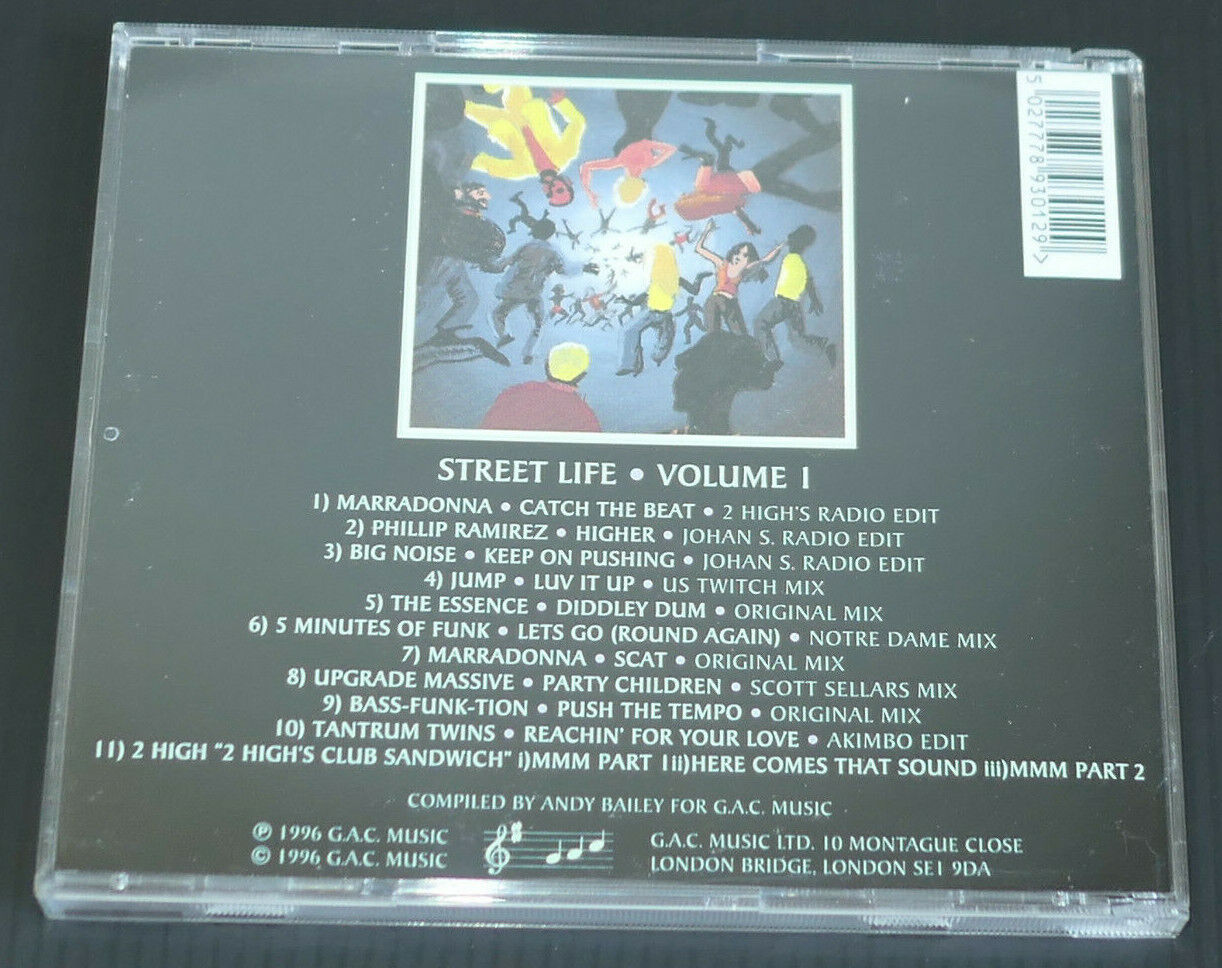 5 027778 930129 >
STREET LIFE • VOLUME 1
1) MARRADONNA • CATCH THE BEAT • 2 HIGH'S RADIO EDIT
2) PHILLIP RAMIREZ • HIGHER • JOHAN S. RADIO EDIT
3) BIG NOISE • KEEP ON PUSHING • JOHAN S. RADIO EDIT
4) JUMP • LUV IT UP • US TWITCH MIX
5) THE ESSENCE • DIDDLEY DUM • ORIGINAL MIX
6) 5 MINUTES OF FUNK • LETS GO (ROUND AGAIN) • NOTRE DAME MIX
7) MARRADONNA • SCAT • ORIGINAL MIX
8) UPGRADE MASSIVE • PARTY CHILDREN • SCOTT SELLARS MIX
9) BASS-FUNK-TION • PUSH THE TEMPO • ORIGINAL MIX
10) TANTRUM TWINS • REACHIN' FOR YOUR LOVE • AKIMBO EDIT
11) 2 HIGH "2 HIGH'S CLUB SANDWICH" i)MMM PART 1ii)HERE COMES THAT SOUND iii)MMM PART 2
COMPILED BY ANDY BAILEY FOR G.A.C. MUSIC
℗ 1996 G.A.C. MUSIC
© 1996 G.A.C. MUSIC
G.A.C. MUSIC LTD. 10 MONTAGUE CLOSE
LONDON BRIDGE, LONDON SE1 9DA